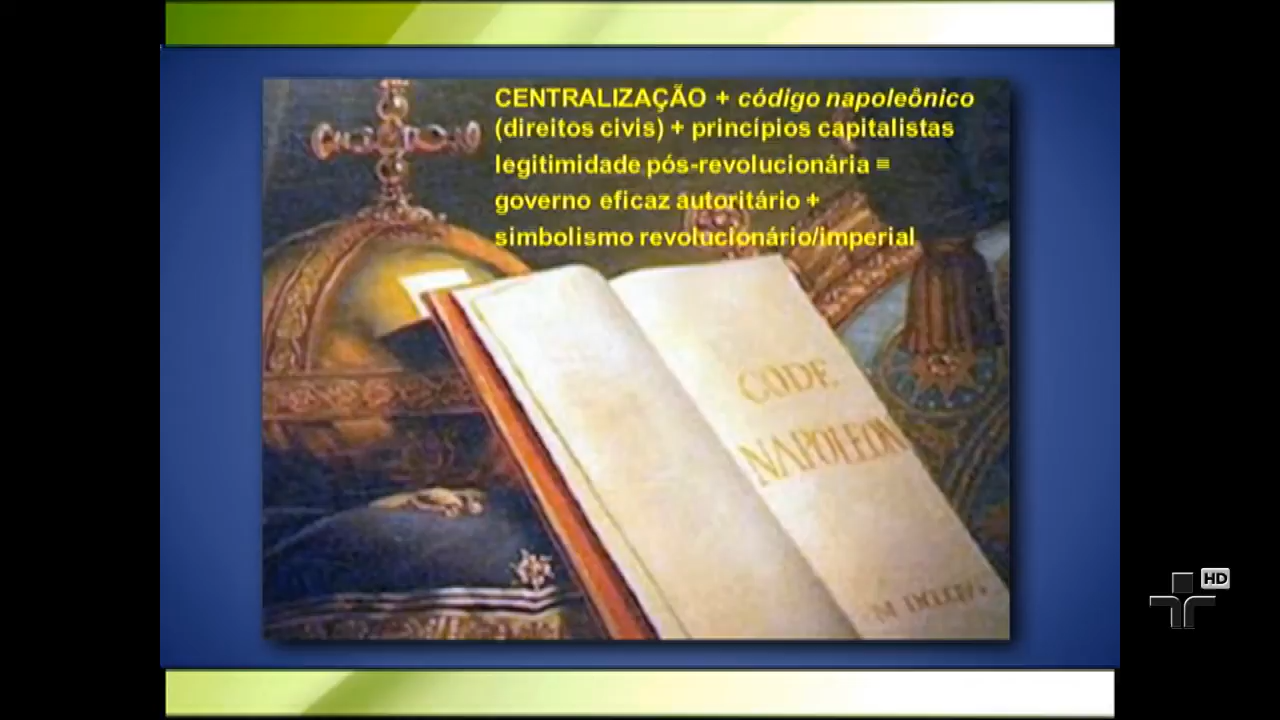 CENTRALIZAÇÃO + código napoleônico
(direitos civis) + princípios capitalistas
legitimidade pós-revolucionária ≡
governo eficaz autoritário +
simbolismo revolucionário/imperial
CODE
NAPOLEON
HD